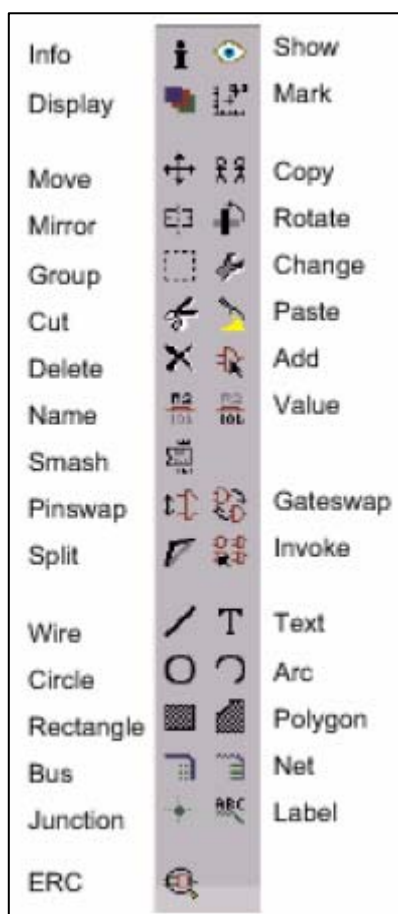 Info Show
Display Mark
Move Copy
Mirror Rotate
Group Change
Cut Paste
Delete Add
Name Value
Smash
Pinswap Gateswap
Split Invoke
Wire Text
Circle Arc
Rectangle Polygon
Bus Net
Junction ABC Label
ERC